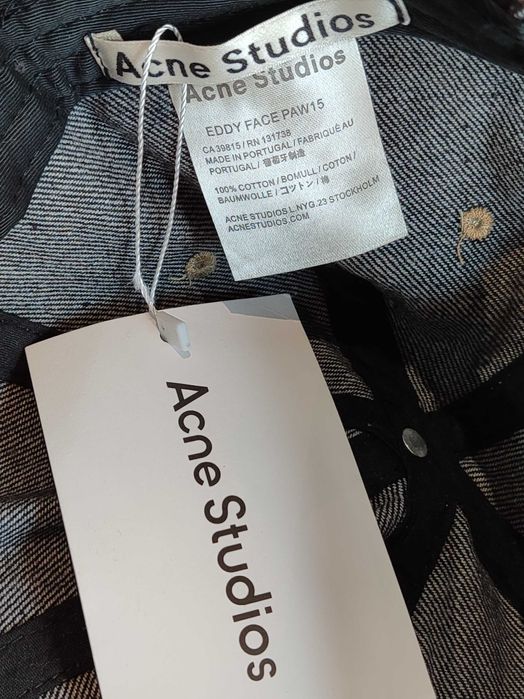 Acne Studios
Acne Studios
EDDY FACE PAW15
CA 39815 / RN 131738
MADE IN PORTUGAL / FABRIQUÉ AU
PORTUGAL / 葡萄牙制造
100% COTTON / BOMULL / COTON /
BAUMWOLLE / コットン / 棉
ACNE STUDIOS L.NYG.23 STOCKHOLM
ACNESTUDIOS.COM
Acne Studios